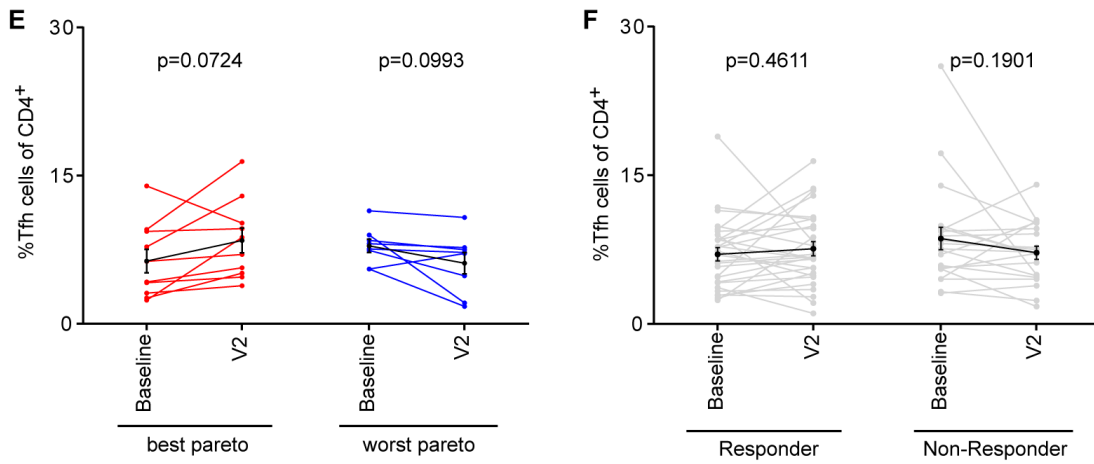 E
30
15
0
%Tfh cells of CD4+
p=0.0724
p=0.0993
Baseline
V2
Baseline
V2
best pareto
worst pareto
F
30
15
0
%Tfh cells of CD4+
p=0.4611
p=0.1901
Baseline
V2
Baseline
V2
Responder
Non-Responder